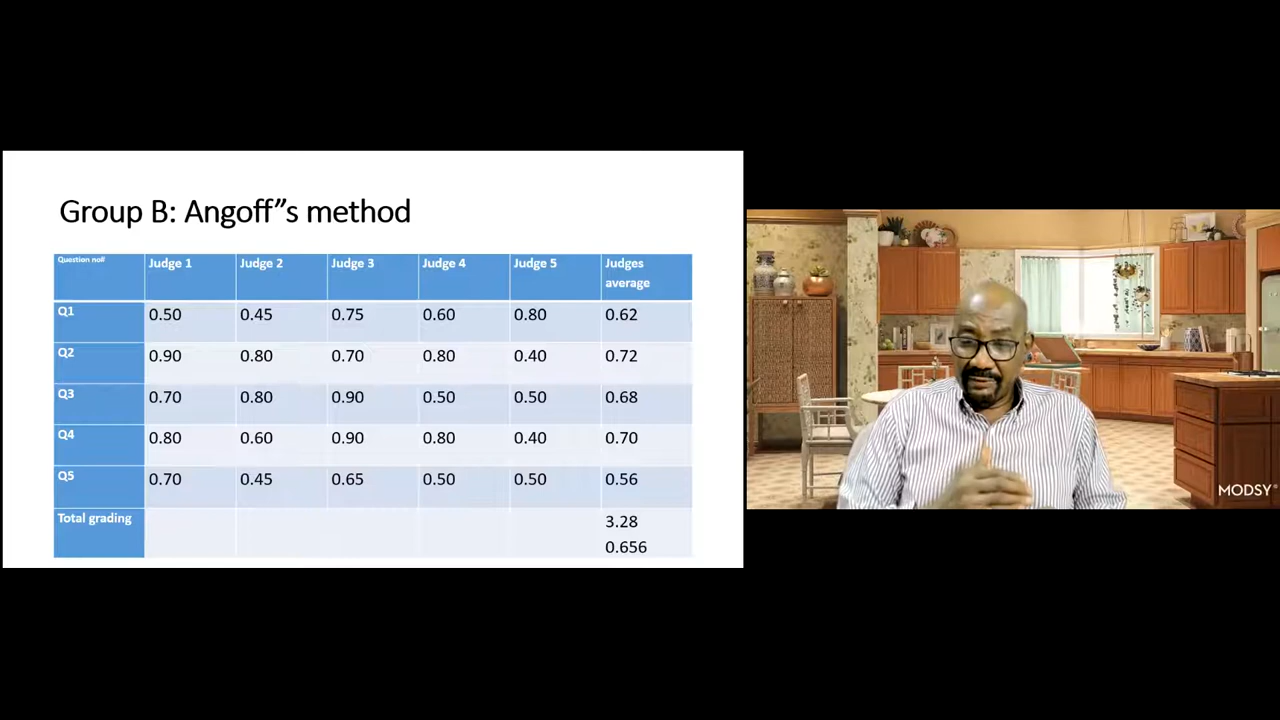 Group B: Angoff”s method
Question no# Judge 1 Judge 2 Judge 3 Judge 4 Judge 5 Judges
average
Q1 0.50 0.45 0.75 0.60 0.80 0.62
Q2 0.90 0.80 0.70 0.80 0.40 0.72
Q3 0.70 0.80 0.90 0.50 0.50 0.68
Q4 0.80 0.60 0.90 0.80 0.40 0.70
Q5 0.70 0.45 0.65 0.50 0.50 0.56
Total grading 3.28
0.656
MODSY